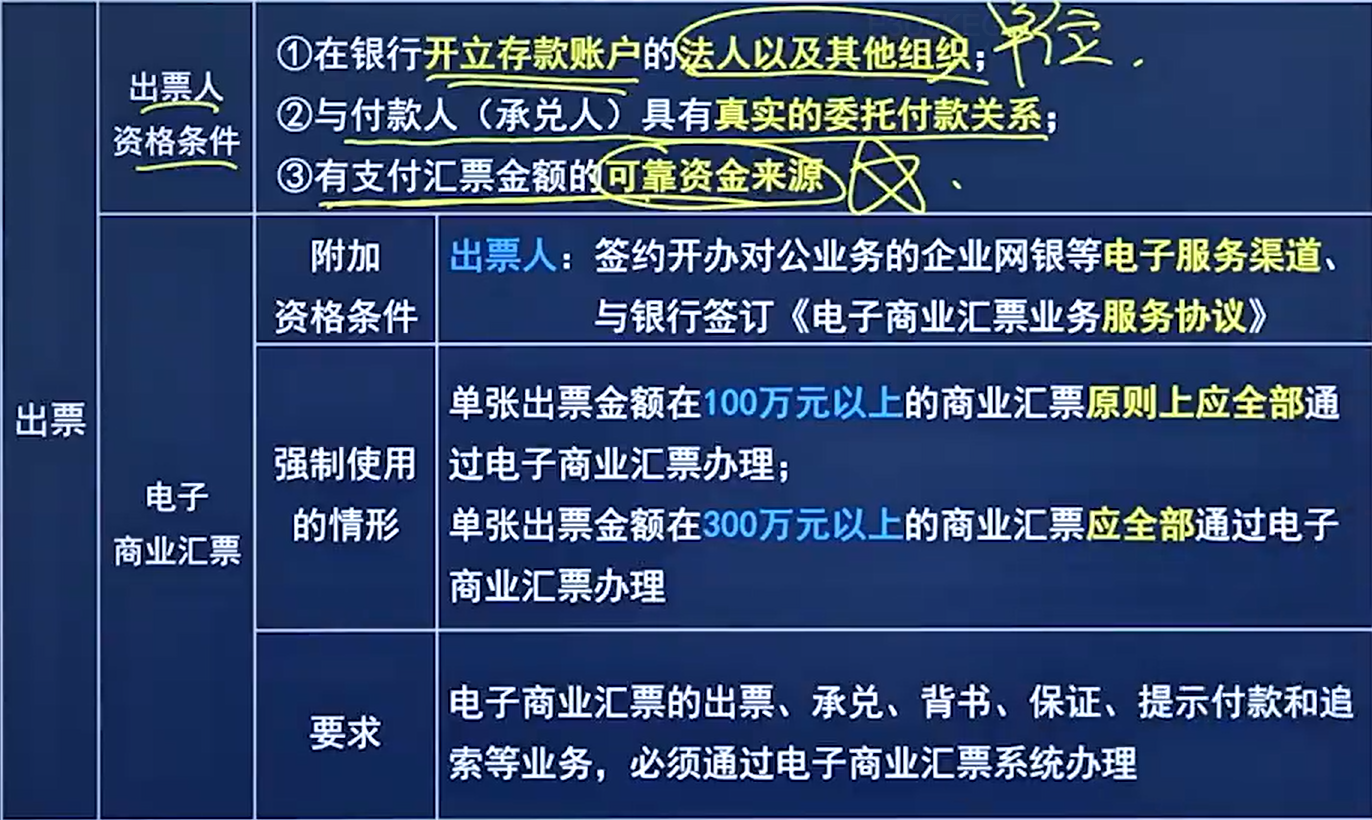 ①在银行开立存款账户的法人以及其他组织；
单位
出票人
资格条件
②与付款人（承兑人）具有真实的委托付款关系；
③有支付汇票金额的可靠资金来源
出票
电子
商业汇票
附加
资格条件
出票人：签约开办对公业务的企业网银等电子服务渠道、
与银行签订《电子商业汇票业务服务协议》
强制使用
的情形
单张出票金额在100万元以上的商业汇票原则上应全部通
过电子商业汇票办理；
单张出票金额在300万元以上的商业汇票应全部通过电子
商业汇票办理
要求
电子商业汇票的出票、承兑、背书、保证、提示付款和追
索等业务，必须通过电子商业汇票系统办理